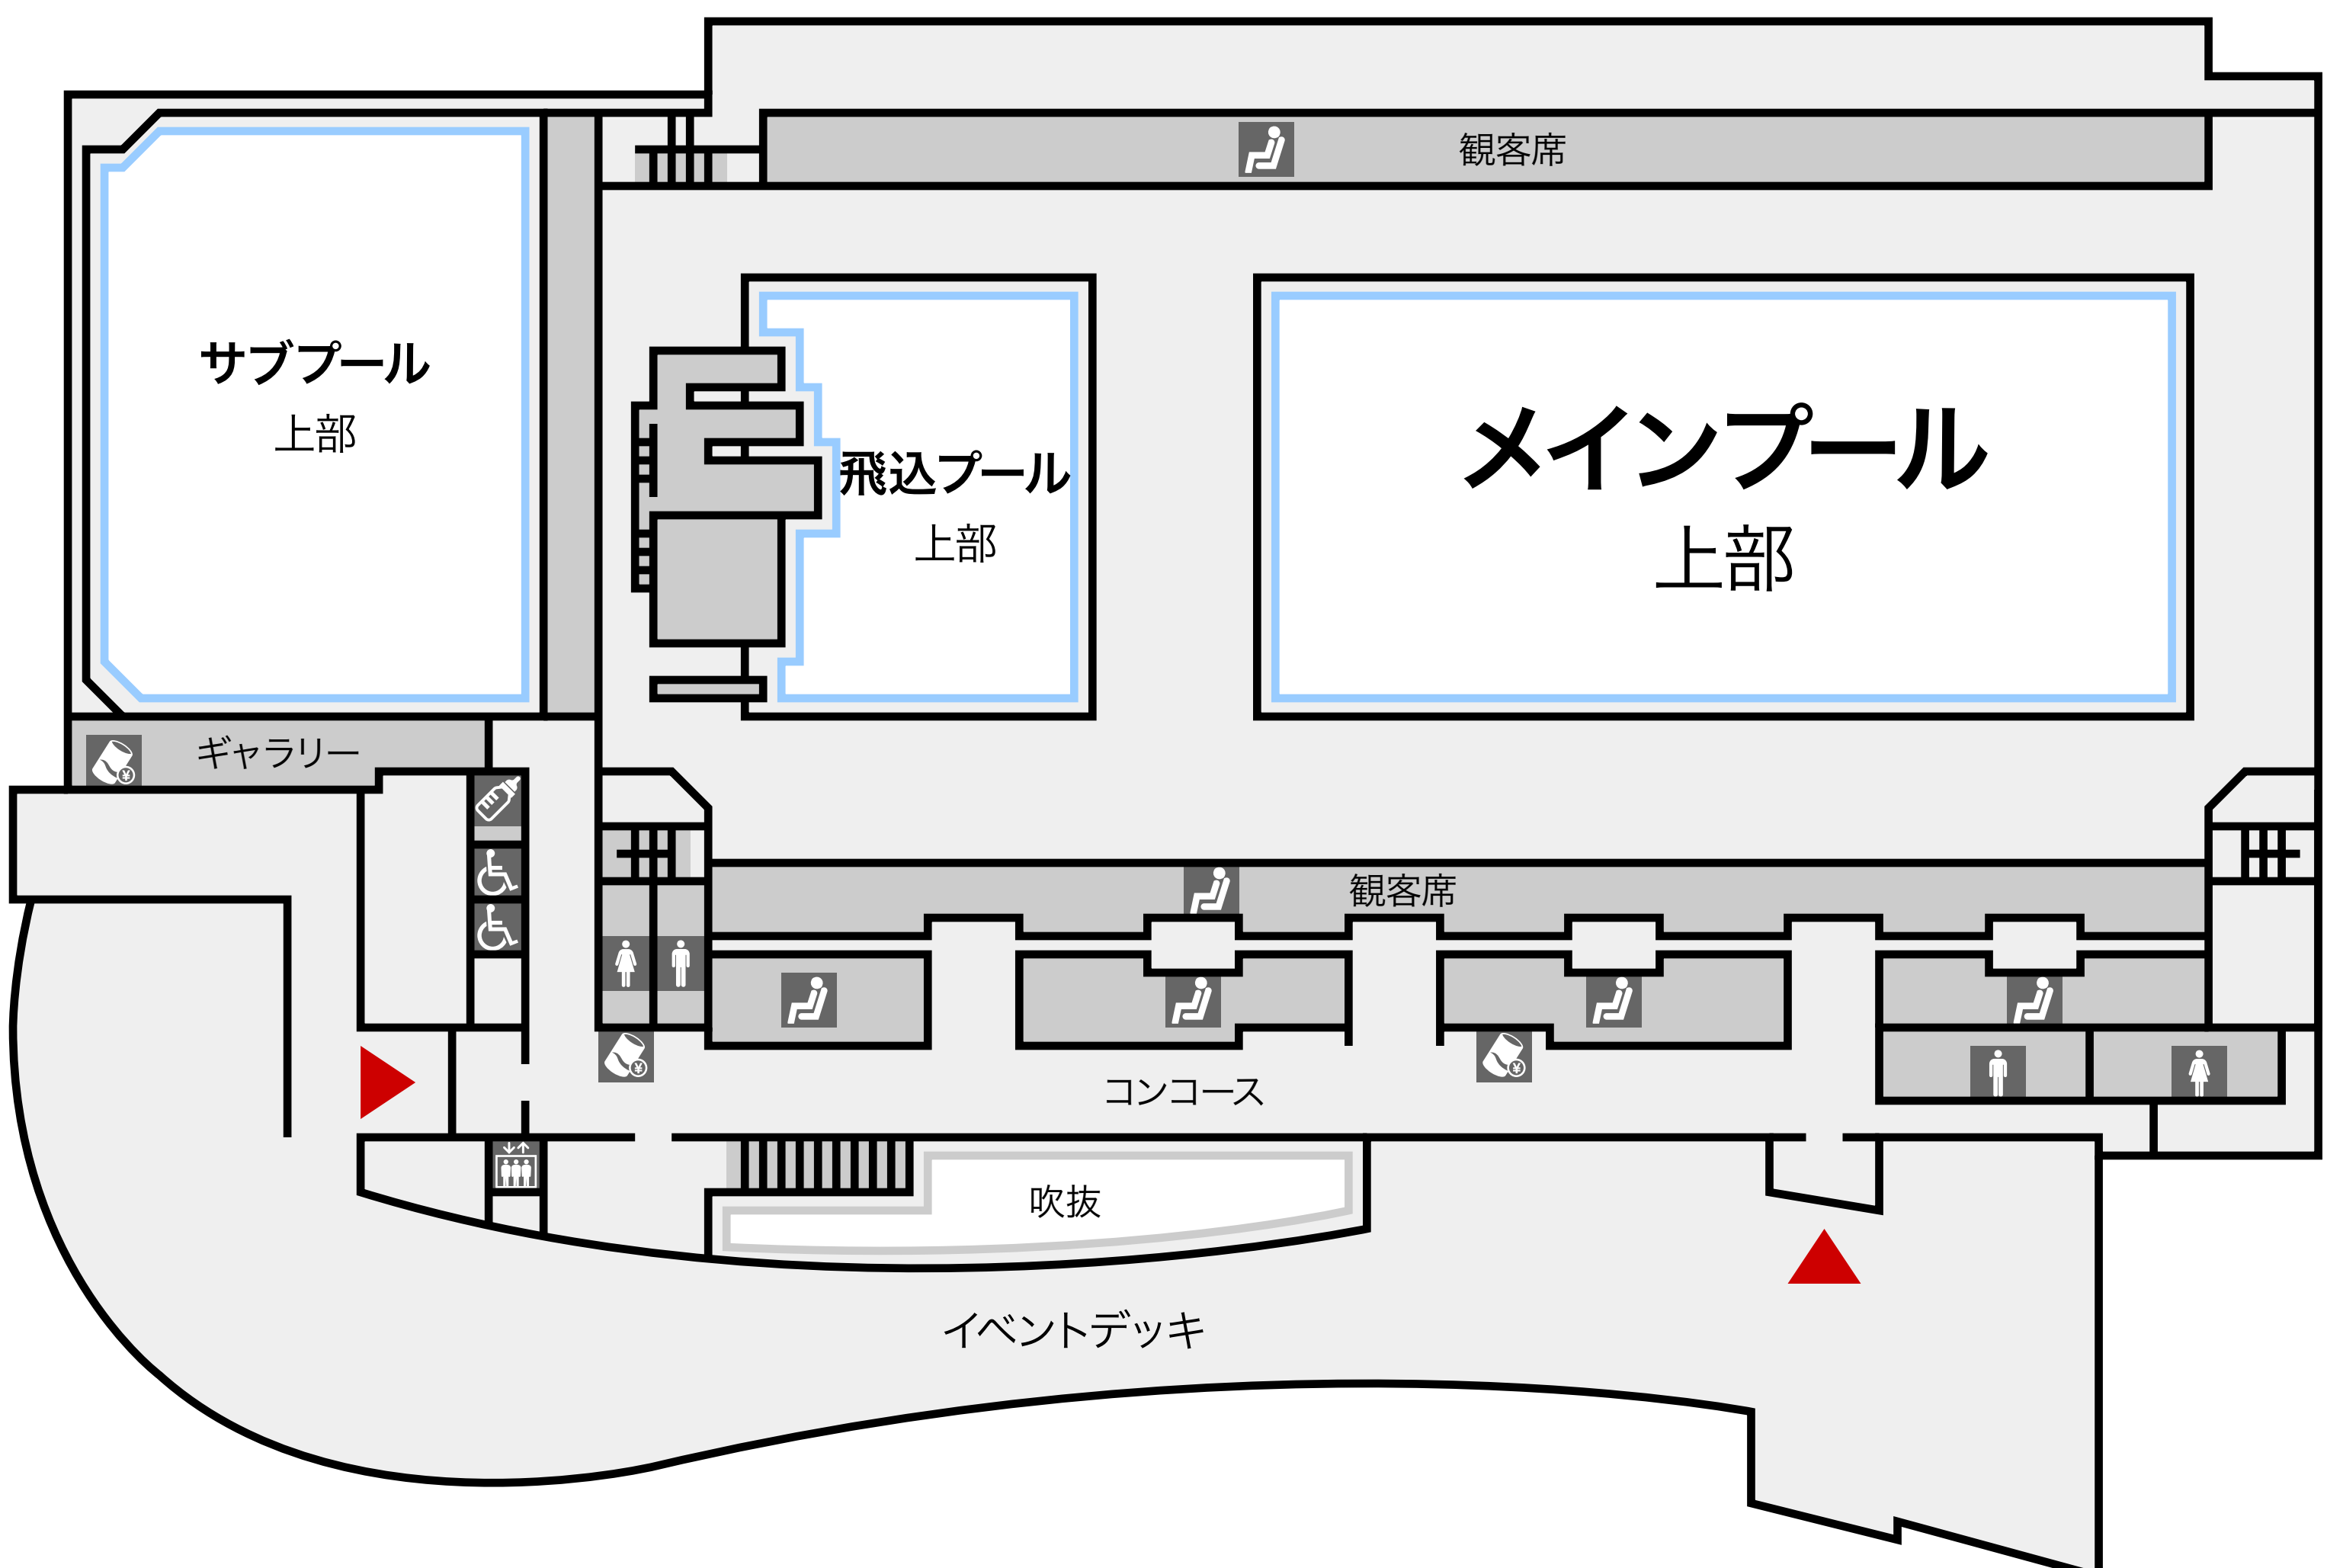 観客席
サブプール
上部
飛込プール
上部
メインプール
上部
ギャラリー
¥
観客席
¥
¥
コンコース
吹抜
イベントデッキ